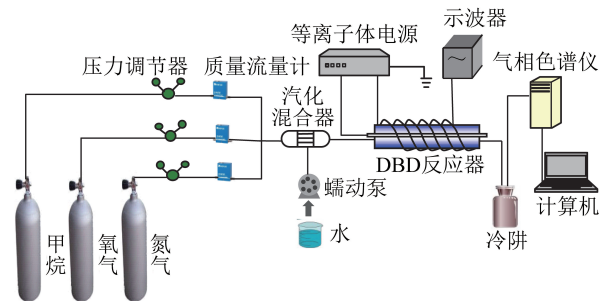 示波器
等离子体电源
气相色谱仪
压力调节器
质量流量计
汽化
混合器
DBD反应器
蠕动泵
计算机
水
冷阱
甲烷
氧气
氮气